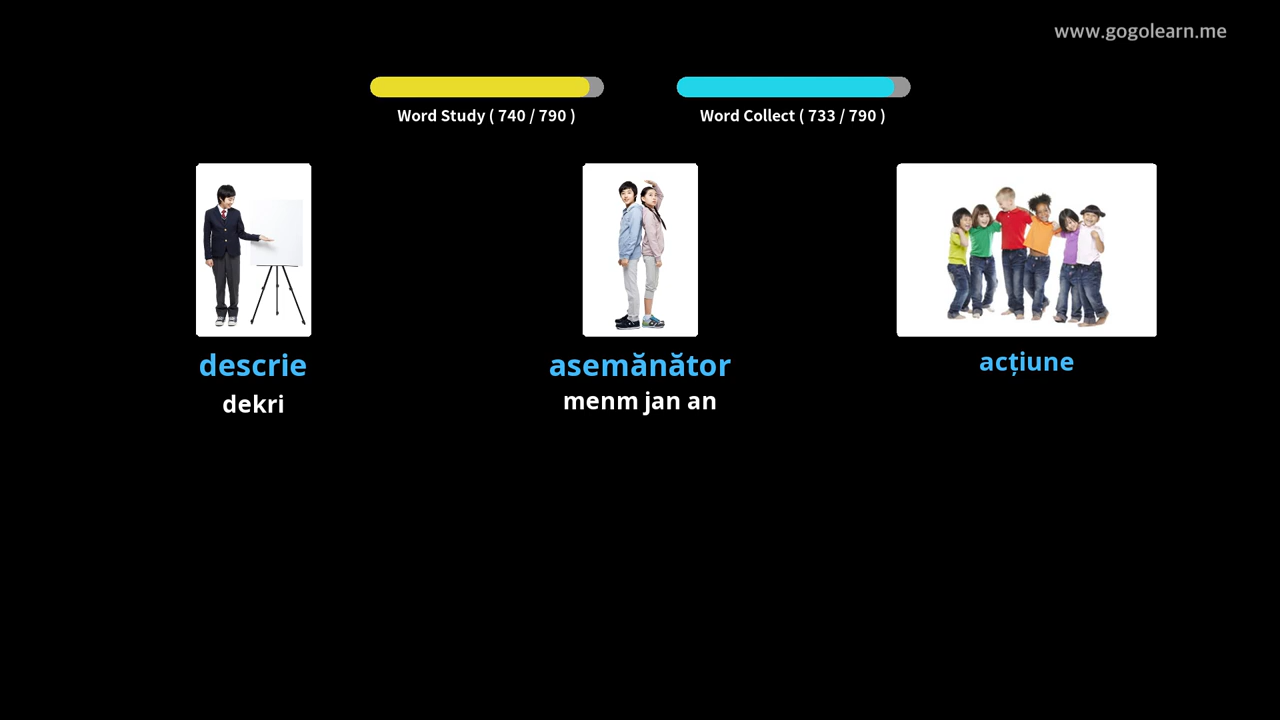 www.gogolearn.me
Word Study ( 740 / 790 )
Word Collect ( 733 / 790 )
descrie
asemănător
acțiune
dekri
menm jan an